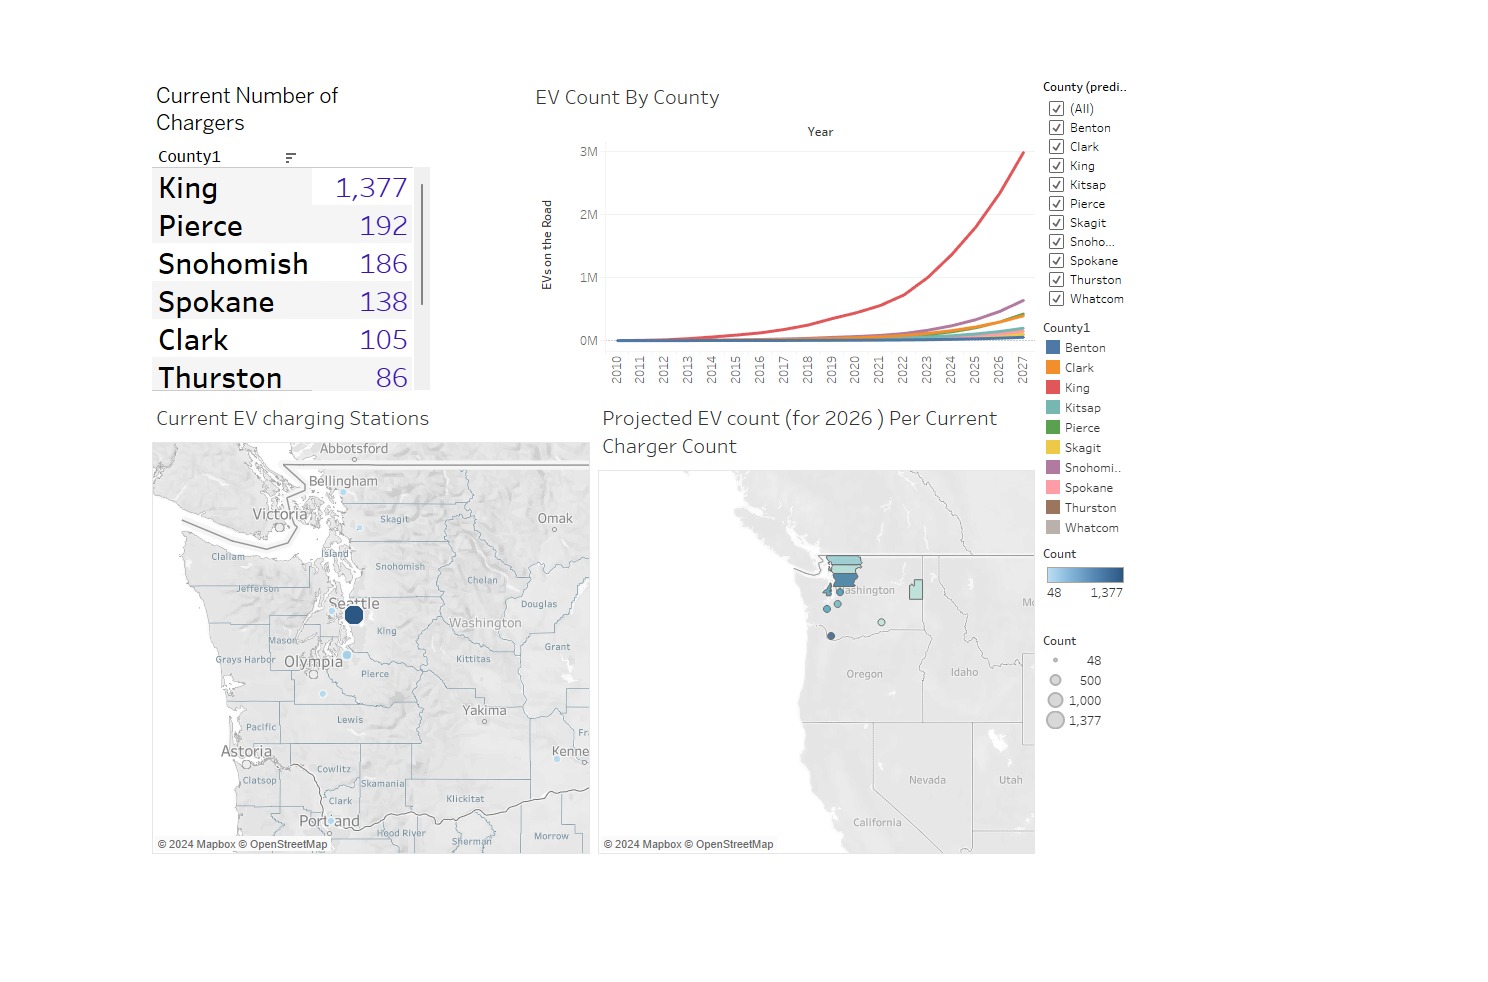 Current Number of
Chargers
County1
King 1,377
Pierce 192
Snohomish 186
Spokane 138
Clark 105
Thurston 86
EV Count By County
Year
EVs on the Road
3M
2M
1M
0M
2010 2011 2012 2013 2014 2015 2016 2017 2018 2019 2020 2021 2022 2023 2024 2025 2026 2027
County (predi..
(All)
Benton
Clark
King
Kitsap
Pierce
Skagit
Snoho...
Spokane
Thurston
Whatcom
County1
Benton
Clark
King
Kitsap
Pierce
Skagit
Snohomi..
Spokane
Thurston
Whatcom
Count
48 1,377
Count
48
500
1,000
1,377
Current EV charging Stations
Abbotsford
Bellingham
Victoria
Skagit
Omak
Island
Clallam
Snohomish
Chelan
Jefferson
Seattle
Douglas
Washington
King
Mason
Grays Harbor
Olympia
Kittitas
Grant
Pierce
Yakima
Lewis
Pacific
Fr
Astoria
Kenne
Cowlitz
Clatsop
Skamania
Clark
Klickitat
Portland
Hood River
Sherman
Morrow
© 2024 Mapbox © OpenStreetMap
Projected EV count (for 2026 ) Per Current
Charger Count
ashington
Mo
Oregon
Idaho
Nevada
Utah
California
© 2024 Mapbox © OpenStreetMap